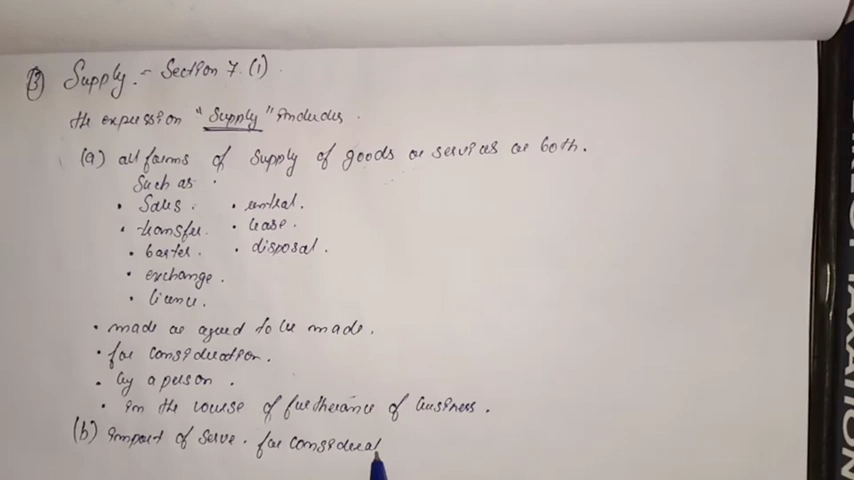 (3) Supply :- Section 7 (1).
the expression "Supply" includes.
(a) all forms of supply of goods or services or both.
Such as
• Sales. • rental.
• transfer. • lease.
• barter. • disposal.
• exchange.
• licence.
• made or agreed to be made.
• for consideration.
• by a person.
• in the course of furtherance of business.
(b) import of serve. for considerat
TAXATION